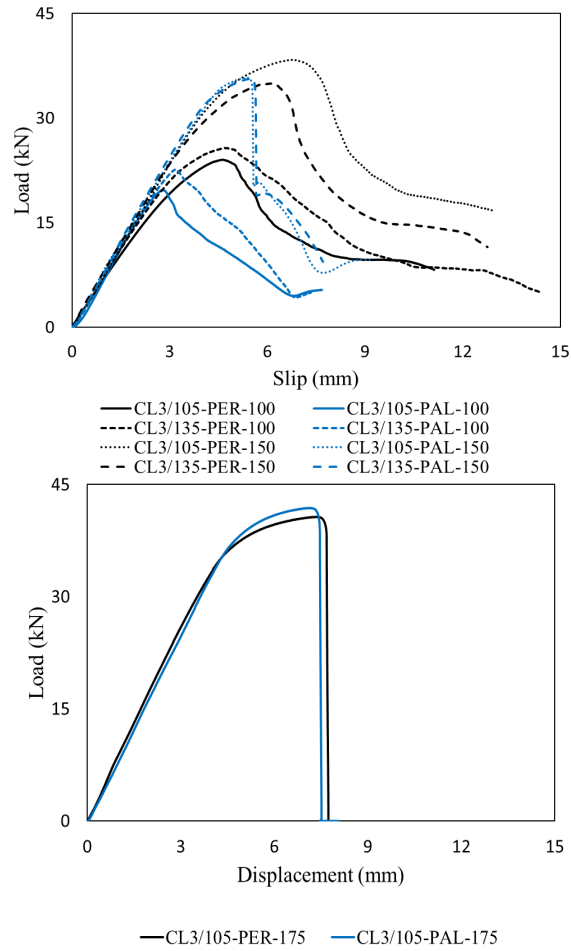 45
30
15
0
Load (kN)
0 3 6 9 12 15
Slip (mm)
CL3/105-PER-100 CL3/105-PAL-100
CL3/135-PER-100 CL3/135-PAL-100
CL3/105-PER-150 CL3/105-PAL-150
CL3/135-PER-150 CL3/135-PAL-150
45
30
15
0
Load (kN)
0 3 6 9 12 15
Displacement (mm)
CL3/105-PER-175 CL3/105-PAL-175